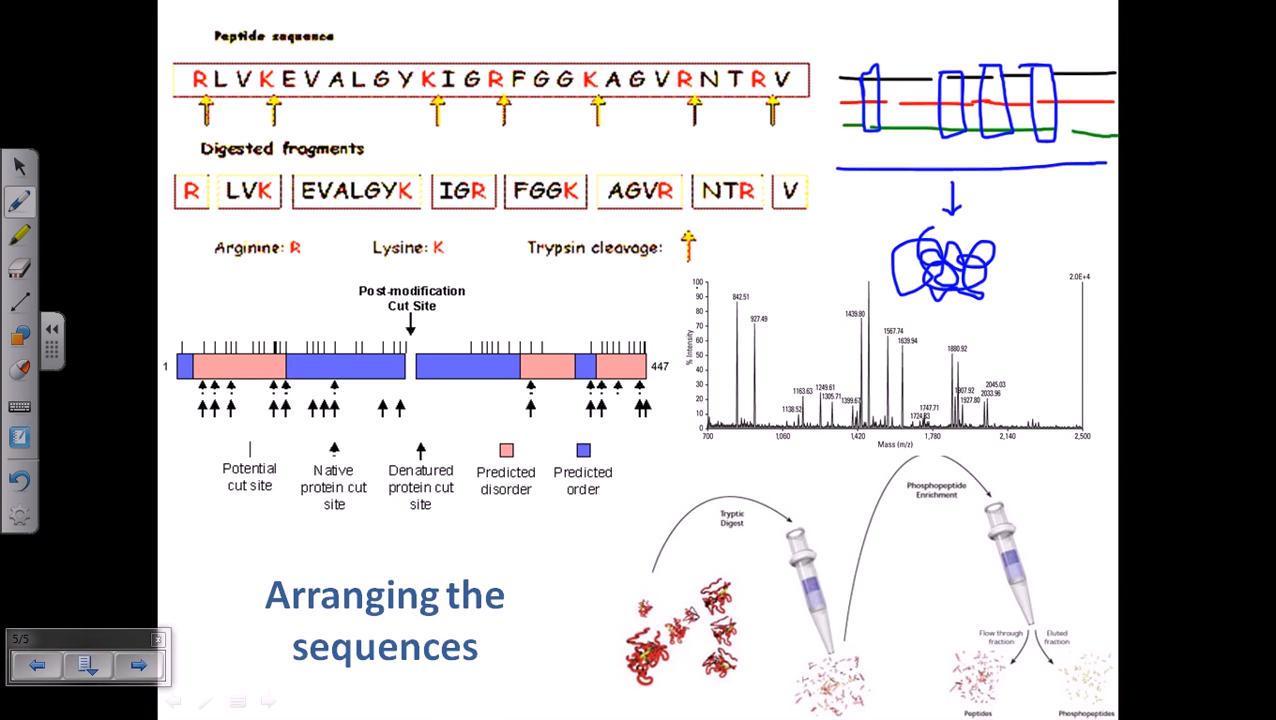 Peptide sequence
RLVKEVALGYKIGRFGGKAGVRNTRV
Digested fragments
R LVK EVALGYK IGR FGGK AGVR NTR V
Arginine: R Lysine: K Trypsin cleavage:
Post-modification
Cut Site
1 447
Potential
cut site
Native
protein cut
site
Denatured
protein cut
site
Predicted
disorder
Predicted
order
2.0E+4
% Intensity
100
90
80
70
60
50
40
30
20
10
0
842.51
927.49
1138.52
1163.63
1249.61
1305.71
1399.67
1439.80
1567.74
1639.94
1747.71
1880.92
1907.92
1927.80
2033.96
2045.03
700 1,060 1,420 1,780 2,140 2,500
Mass (m/z)
Tryptic
Digest
Phosphopeptide
Enrichment
Flow through
fraction
Eluted
fraction
Peptides
Phosphopeptides
Arranging the
sequences
5/5